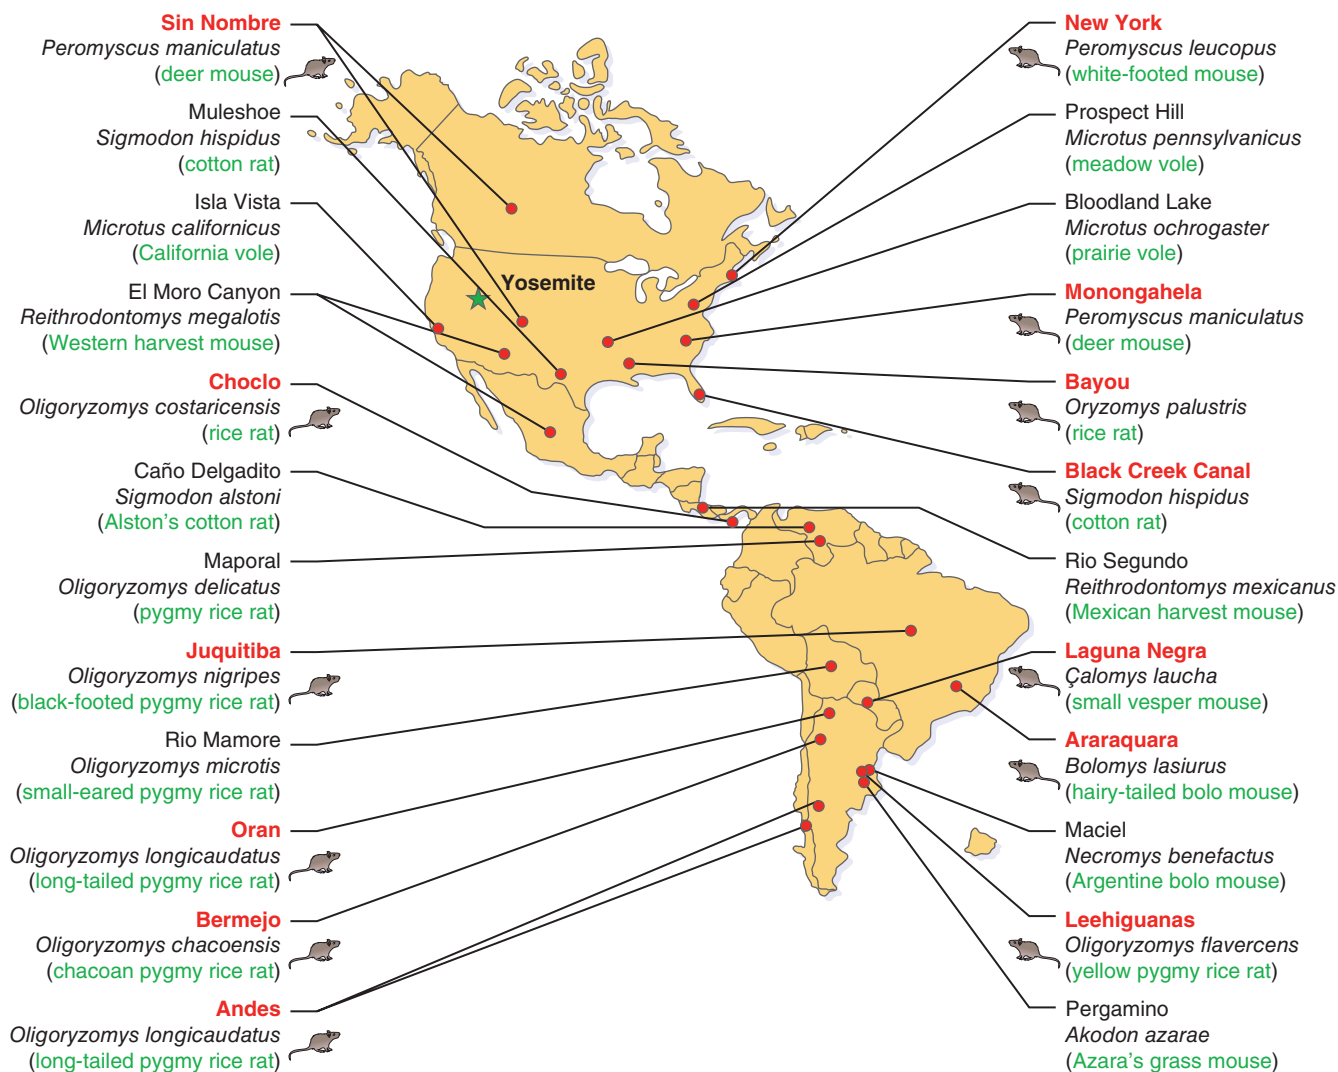 Sin Nombre
Peromyscus maniculatus
(deer mouse)
Muleshoe
Sigmodon hispidus
(cotton rat)
Isla Vista
Microtus californicus
(California vole)
El Moro Canyon
Reithrodontomys megalotis
(Western harvest mouse)
Choclo
Oligoryzomys costaricensis
(rice rat)
Caño Delgadito
Sigmodon alstoni
(Alston's cotton rat)
Maporal
Oligoryzomys delicatus
(pygmy rice rat)
Juquitiba
Oligoryzomys nigripes
(black-footed pygmy rice rat)
Rio Mamore
Oligoryzomys microtis
(small-eared pygmy rice rat)
Oran
Oligoryzomys longicaudatus
(long-tailed pygmy rice rat)
Bermejo
Oligoryzomys chacoensis
(chacoan pygmy rice rat)
Andes
Oligoryzomys longicaudatus
(long-tailed pygmy rice rat)
Yosemite
New York
Peromyscus leucopus
(white-footed mouse)
Prospect Hill
Microtus pennsylvanicus
(meadow vole)
Bloodland Lake
Microtus ochrogaster
(prairie vole)
Monongahela
Peromyscus maniculatus
(deer mouse)
Bayou
Oryzomys palustris
(rice rat)
Black Creek Canal
Sigmodon hispidus
(cotton rat)
Rio Segundo
Reithrodontomys mexicanus
(Mexican harvest mouse)
Laguna Negra
Çalomys laucha
(small vesper mouse)
Araraquara
Bolomys lasiurus
(hairy-tailed bolo mouse)
Maciel
Necromys benefactus
(Argentine bolo mouse)
Leehiguanas
Oligoryzomys flavercens
(yellow pygmy rice rat)
Pergamino
Akodon azarae
(Azara's grass mouse)